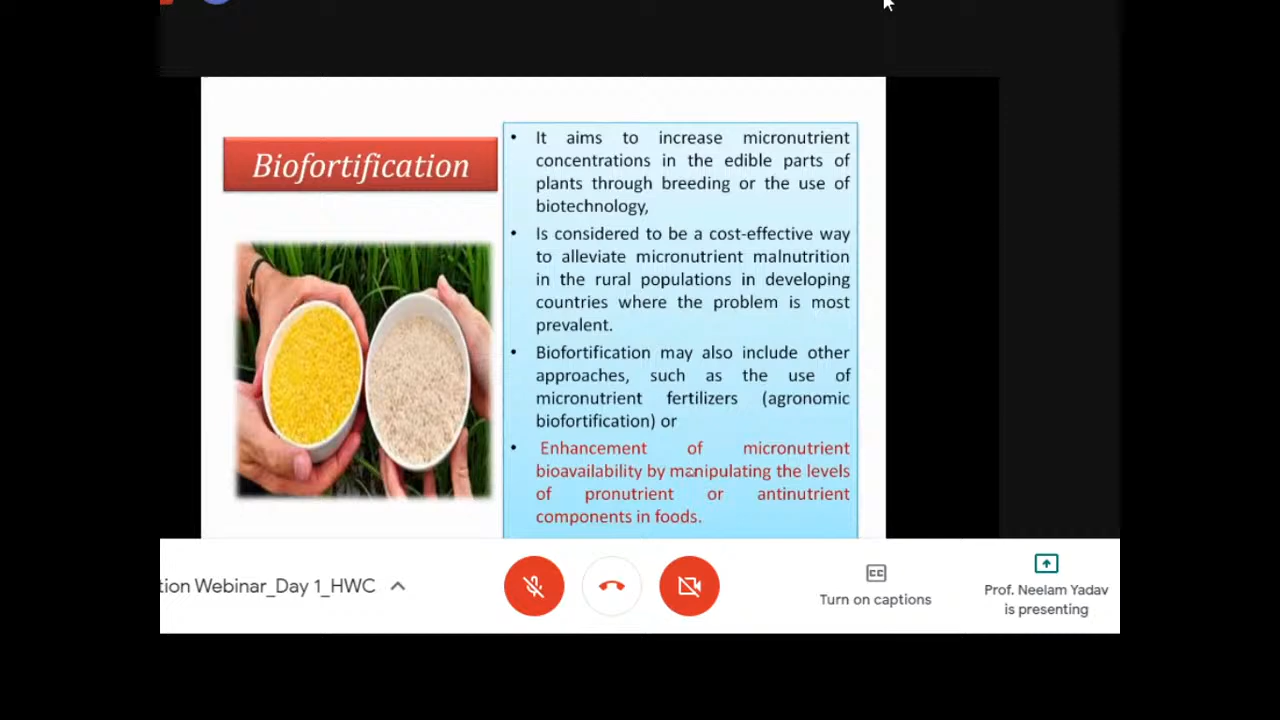 Biofortification
• It aims to increase micronutrient
concentrations in the edible parts of
plants through breeding or the use of
biotechnology,
• Is considered to be a cost-effective way
to alleviate micronutrient malnutrition
in the rural populations in developing
countries where the problem is most
prevalent.
• Biofortification may also include other
approaches, such as the use of
micronutrient fertilizers (agronomic
biofortification) or
• Enhancement of micronutrient
bioavailability by manipulating the levels
of pronutrient or antinutrient
components in foods.
tion Webinar_Day 1_HWC
CC
Turn on captions
Prof. Neelam Yadav
is presenting